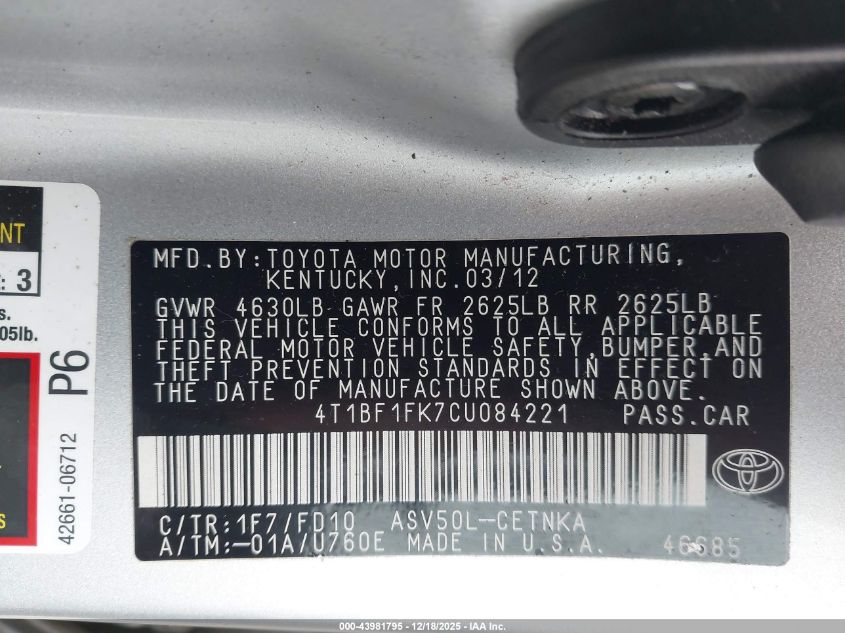 NT
: 3
s.
05lb.
P6
42661-06712
S
MFD.BY:TOYOTA MOTOR MANUFACTURING,
KENTUCKY,INC.03/12
GVWR 4630LB GAWR FR 2625LB RR 2625LB
THIS VEHICLE CONFORMS TO ALL APPLICABLE
FEDERAL MOTOR VEHICLE SAFETY,BUMPER,AND
THEFT PREVENTION STANDARDS IN EFFECT ON
THE DATE OF MANUFACTURE SHOWN ABOVE.
4T1BF1FK7CU084221 PASS.CAR
C/TR:1F7/FD10 ASV50L-CETNKA
A/TM:-01A/U760E MADE IN U.S.A. 46685
000-43981795 - 12/18/2025 - IAA Inc.